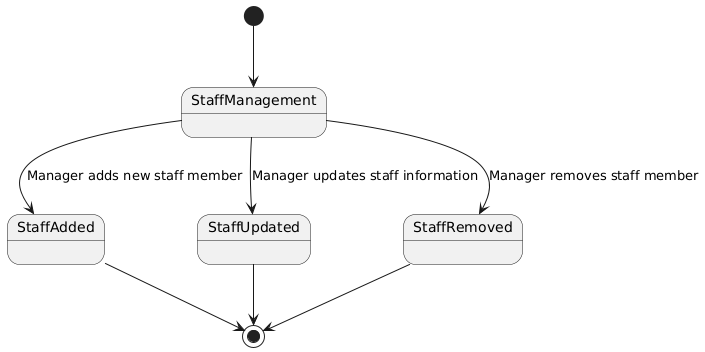 StaffManagement
Manager adds new staff member
Manager updates staff information
Manager removes staff member
StaffAdded
StaffUpdated
StaffRemoved